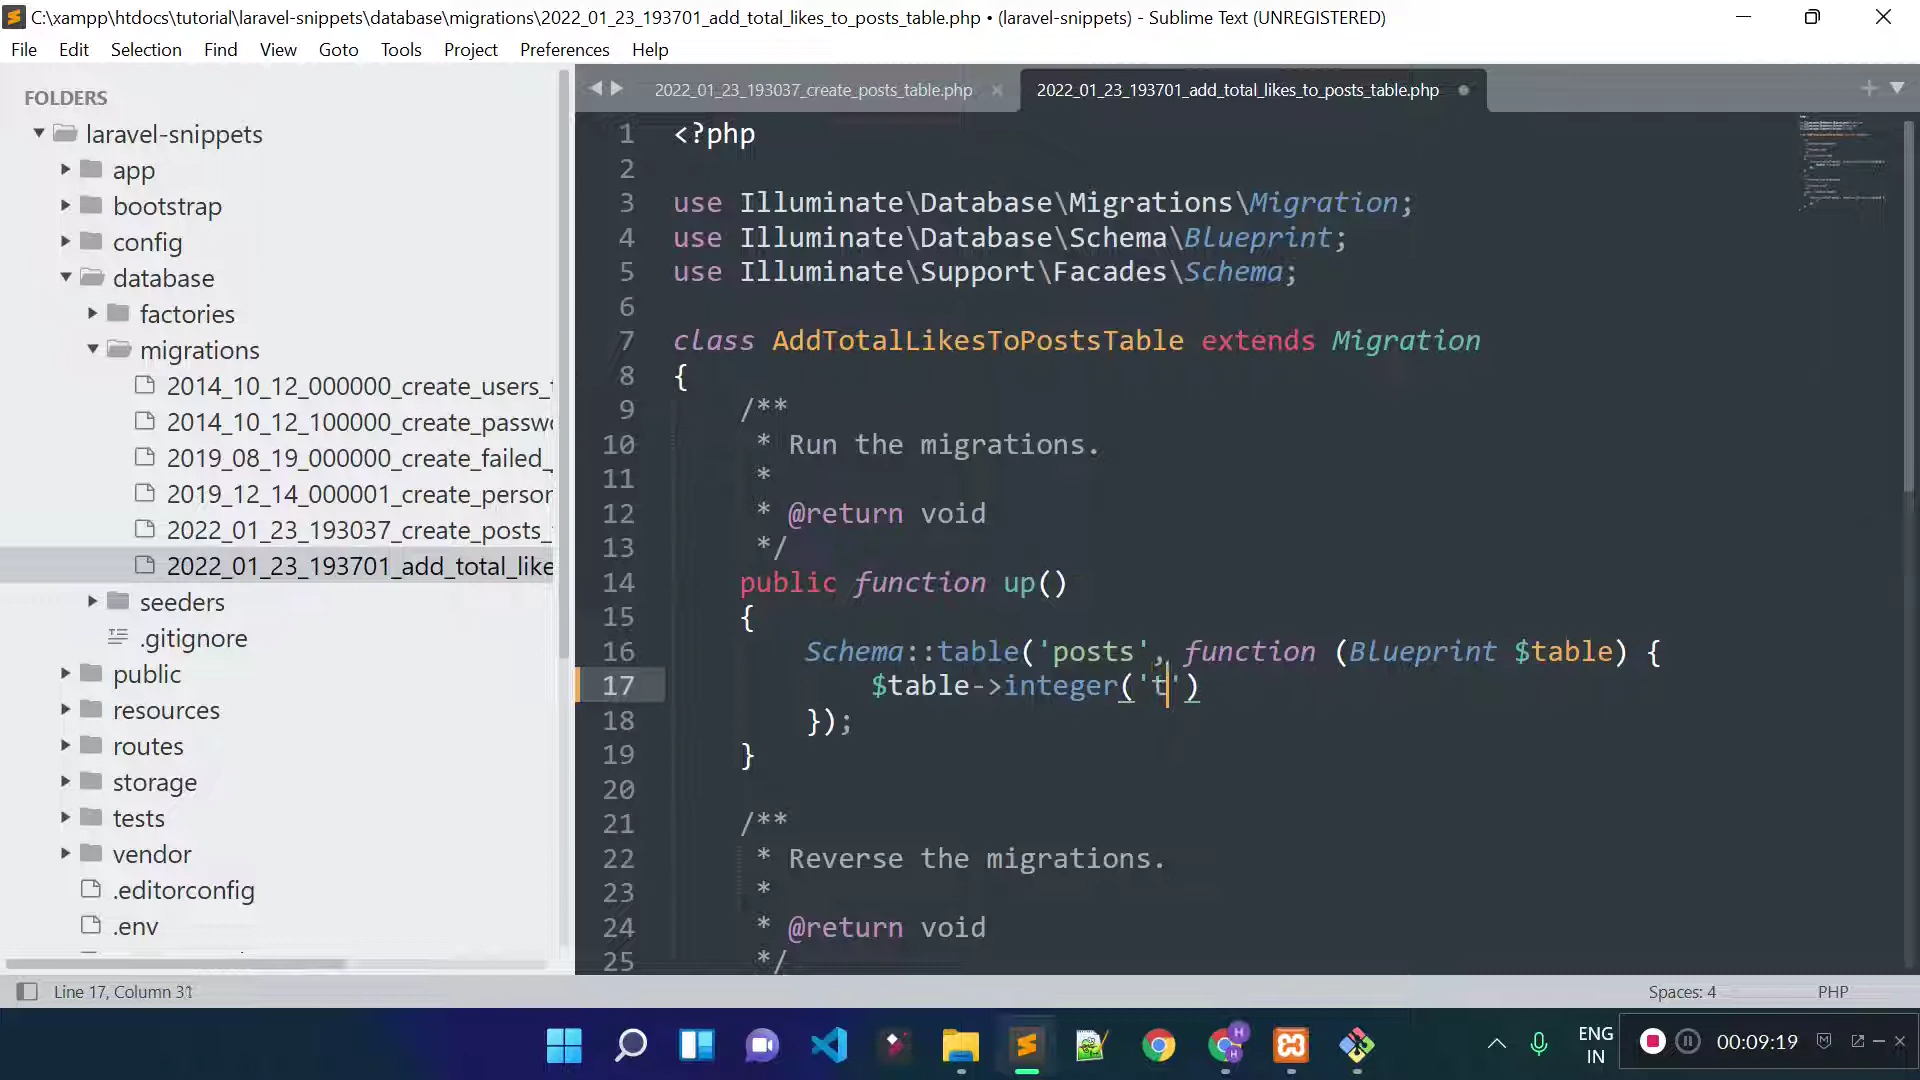 C:\xampp\htdocs\tutorial\laravel-snippets\database\migrations\2022_01_23_193701_add_total_likes_to_posts_table.php • (laravel-snippets) - Sublime Text (UNREGISTERED)
File Edit Selection Find View Goto Tools Project Preferences Help
FOLDERS
laravel-snippets
app
bootstrap
config
database
factories
migrations
2014_10_12_000000_create_users_
2014_10_12_100000_create_passw
2019_08_19_000000_create_failed_
2019_12_14_000001_create_person
2022_01_23_193037_create_posts_
2022_01_23_193701_add_total_like
seeders
.gitignore
public
resources
routes
storage
tests
vendor
.editorconfig
.env
2022_01_23_193037_create_posts_table.php
2022_01_23_193701_add_total_likes_to_posts_table.php
1 <?php
2
3 use Illuminate\Database\Migrations\Migration;
4 use Illuminate\Database\Schema\Blueprint;
5 use Illuminate\Support\Facades\Schema;
6
7 class AddTotalLikesToPostsTable extends Migration
8 {
9 /**
10 * Run the migrations.
11 *
12 * @return void
13 */
14 public function up()
15 {
16 Schema::table('posts', function (Blueprint $table) {
17 $table->integer('t')
18 });
19 }
20
21 /**
22 * Reverse the migrations.
23 *
24 * @return void
25 */
Line 17, Column 31
Spaces: 4
PHP
ENG
IN
00:09:19